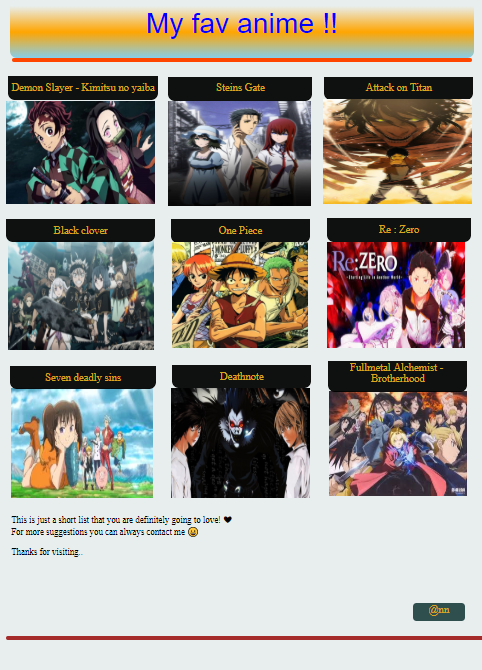 My fav anime !!
Demon Slayer - Kimitsu no yaiba
Steins Gate
Attack on Titan
Black clover
One Piece
Re : Zero
Re:ZERO
Seven deadly sins
Deathnote
Fullmetal Alchemist -
Brotherhood
This is just a short list that you are definitely going to love! ♥
For more suggestions you can always contact me 😀
Thanks for visiting..
@nn